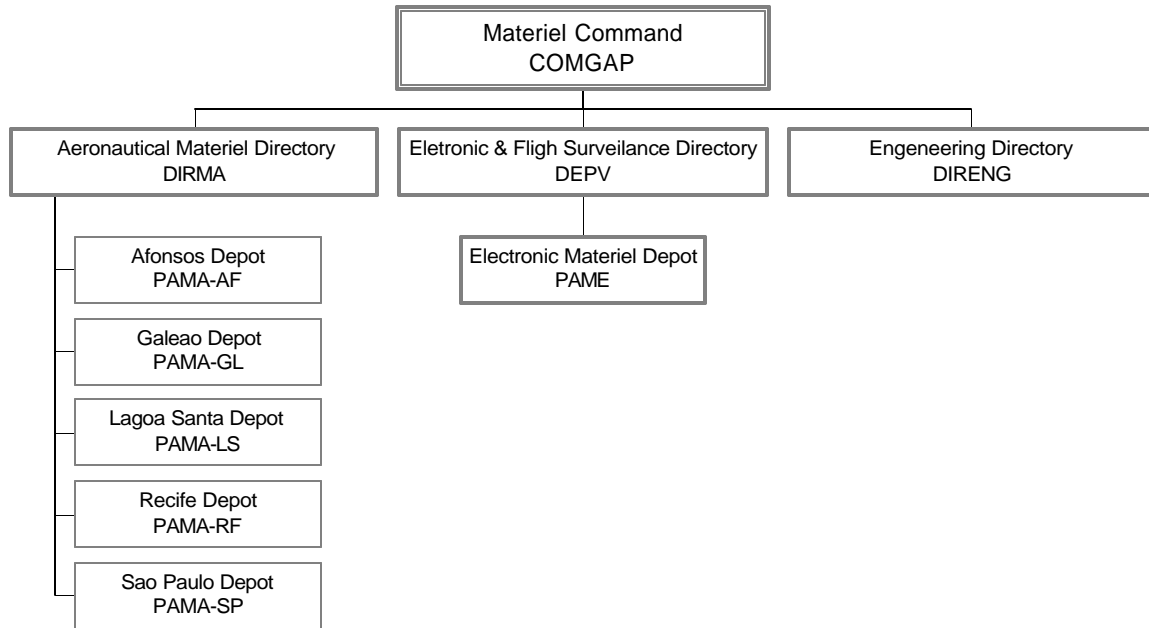 Materiel Command
COMGAP
Aeronautical Materiel Directory
DIRMA
Eletronic & Fligh Surveilance Directory
DEPV
Engeneering Directory
DIRENG
Afonsos Depot
PAMA-AF
Electronic Materiel Depot
PAME
Galeao Depot
PAMA-GL
Lagoa Santa Depot
PAMA-LS
Recife Depot
PAMA-RF
Sao Paulo Depot
PAMA-SP